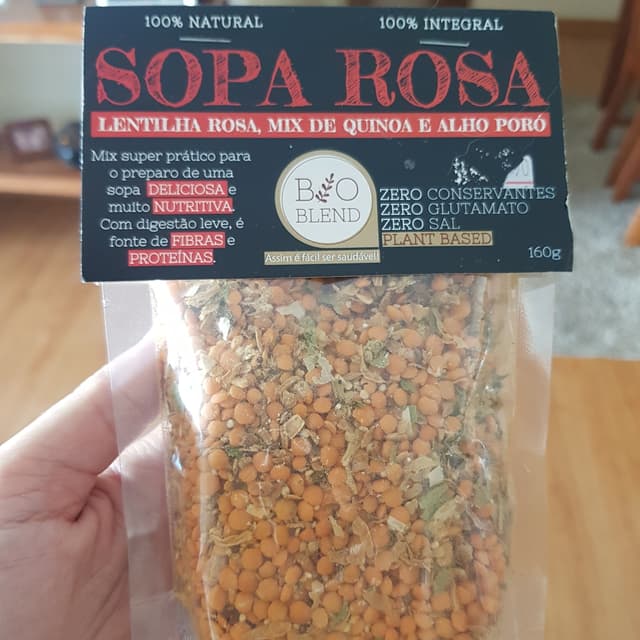 100% NATURAL
100% INTEGRAL
SOPA ROSA
LENTILHA ROSA, MIX DE QUINOA E ALHO PORÓ
Mix super prático para
o preparo de uma
sopa DELICIOSA e
muito NUTRITIVA.
Com digestão leve, é
fonte de FIBRAS e
PROTEÍNAS.
BIO
BLEND
Assim é fácil ser saudável!
ZERO CONSERVANTES
ZERO GLUTAMATO
ZERO SAL
PLANT BASED
160g